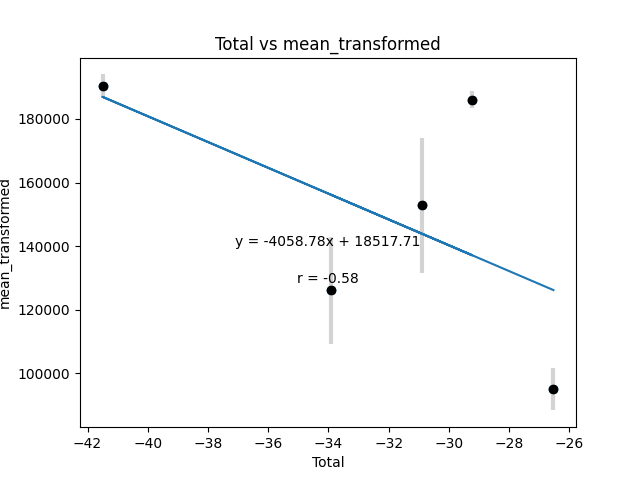 Total vs mean_transformed
mean_transformed
180000
160000
140000
120000
100000
y = -4058.78x + 18517.71
r = -0.58
−42 −40 −38 −36 −34 −32 −30 −28 −26
Total